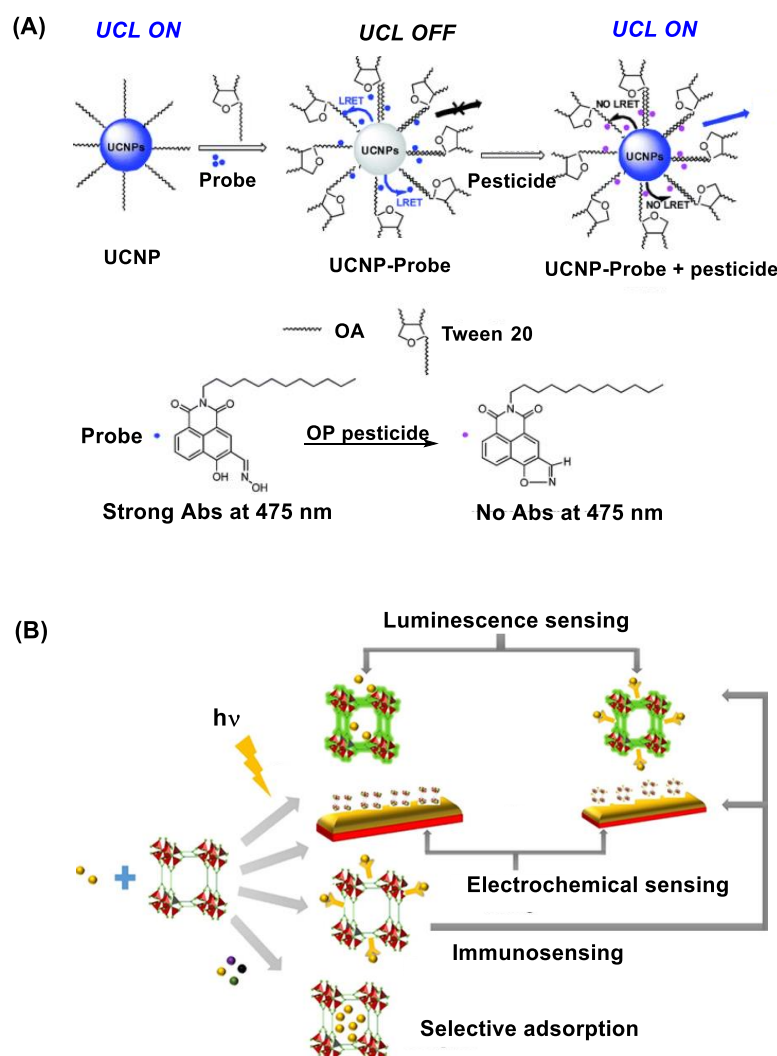 (A)
UCL ON
UCL OFF
UCL ON
UCNPs
Probe
LRET
UCNPs
LRET
Pesticide
NO LRET
UCNPs
NO LRET
UCNP
UCNP-Probe
UCNP-Probe + pesticide
OA
O
Tween 20
Probe
O N O
OH
N
OH
OP pesticide
O N O
H
O N
Strong Abs at 475 nm
No Abs at 475 nm
(B)
Luminescence sensing
hν
Electrochemical sensing
Immunosensing
Selective adsorption